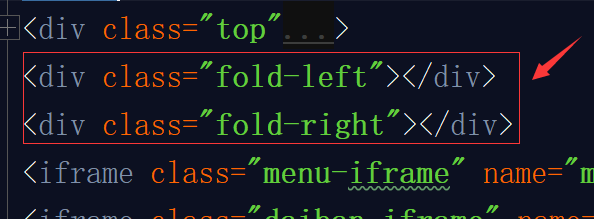 <div class="top"...>
<div class="fold-left"></div>
<div class="fold-right"></div>
<iframe class="menu-iframe" name="m